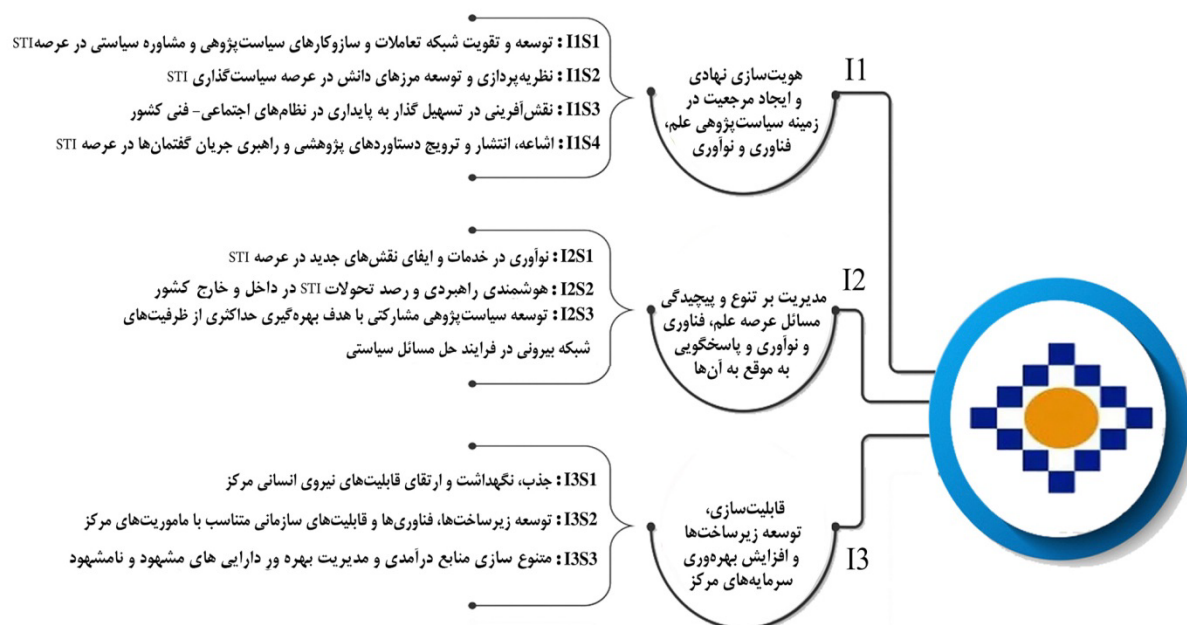 I1
هویت‌سازی نهادی
و ایجاد مرجعیت در
زمینه سیاست‌پژوهی علم،
فناوری و نوآوری
I1S1: توسعه و تقویت شبکه تعاملات و سازوکارهای سیاست‌پژوهی و مشاوره سیاستی در عرصه STI
I1S2: نظریه‌پردازی و توسعه مرزهای دانش در عرصه سیاست‌گذاری STI
I1S3: نقش‌آفرینی در تسهیل گذار به پایداری در نظام‌های اجتماعی- فنی کشور
I1S4: اشاعه، انتشار و ترویج دستاوردهای پژوهشی و راهبری جریان گفتمان‌ها در عرصه STI
I2
مدیریت بر تنوع و پیچیدگی
مسائل عرصه علم، فناوری
و نوآوری و پاسخگویی
به موقع به آن‌ها
I2S1: نوآوری در خدمات و ایفای نقش‌های جدید در عرصه STI
I2S2: هوشمندی راهبردی و رصد تحولات STI در داخل و خارج کشور
I2S3: توسعه سیاست‌پژوهی مشارکتی با هدف بهره‌گیری حداکثری از ظرفیت‌های
شبکه بیرونی در فرایند حل مسائل سیاستی
I3
قابلیت‌سازی،
توسعه زیرساخت‌ها
و افزایش بهره‌وری
سرمایه‌های مرکز
I3S1: جذب، نگهداشت و ارتقای قابلیت‌های نیروی انسانی مرکز
I3S2: توسعه زیرساخت‌ها، فناوری‌ها و قابلیت‌های سازمانی متناسب با ماموریت‌های مرکز
I3S3: متنوع سازی منابع درآمدی و مدیریت بهره ورِ دارایی های مشهود و نامشهود